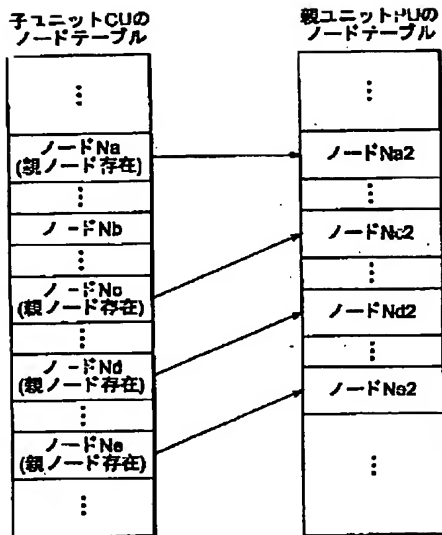 子ユニットCUの
ノードテーブル
⋮
ノードNa
(親ノード存在)
⋮
ノードNb
⋮
ノードNc
(親ノード存在)
⋮
ノードNd
(親ノード存在)
⋮
ノードNe
(親ノード存在)
⋮
親ユニットPUの
ノードテーブル
⋮
ノードNa2
⋮
ノードNc2
⋮
ノードNd2
⋮
ノードNe2
⋮